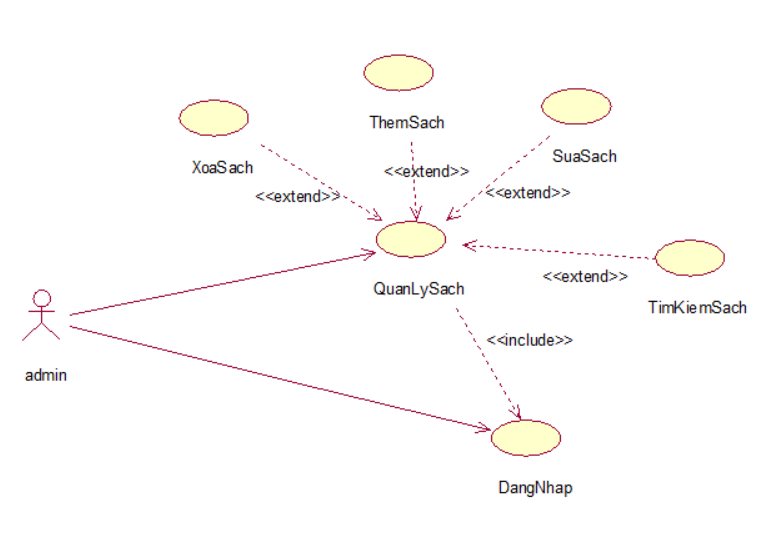 ThemSach
SuaSach
XoaSach
<<extend>>
<<extend>>
<<extend>>
<<extend>>
QuanLySach
TimKiemSach
<<include>>
admin
DangNhap